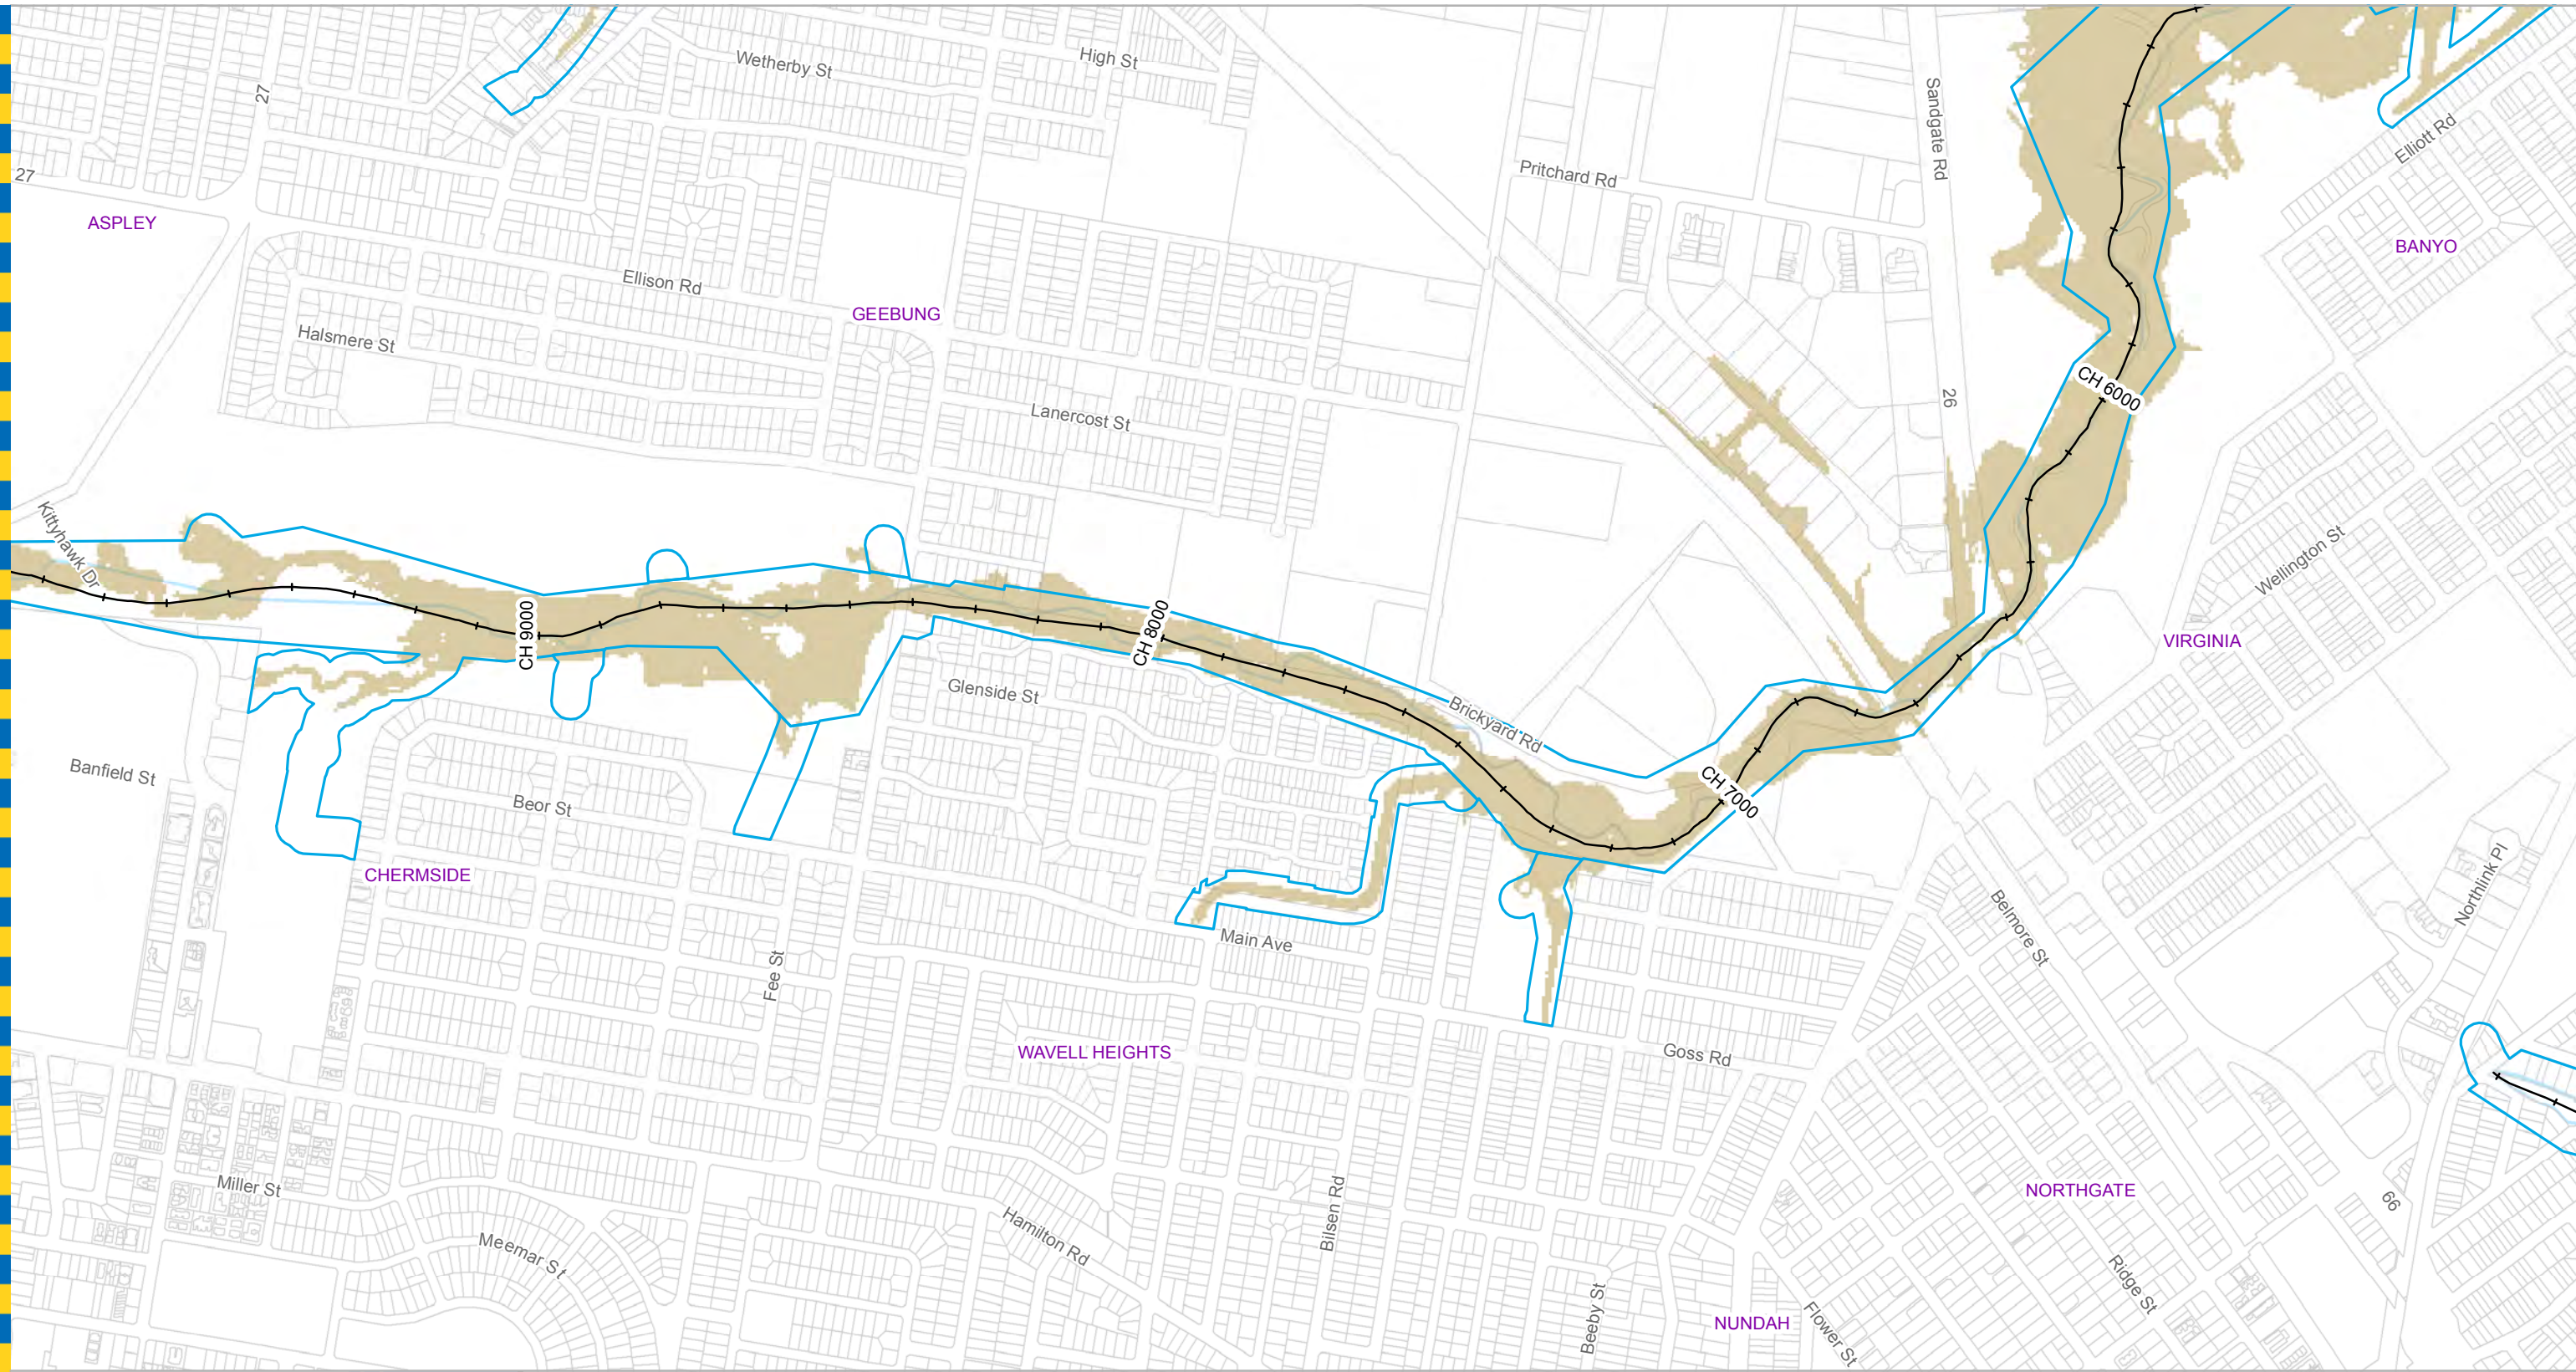 Wetherby St
High St
27
Sandgate Rd
Elliott Rd
27
Pritchard Rd
ASPLEY
BANYO
Ellison Rd
GEEBUNG
Halsmere St
CH 6000
26
Lanercost St
Kittyhawk Dr
Wellington St
CH 9000
CH 8000
VIRGINIA
Glenside St
Brickyard Rd
Banfield St
Beor St
CH 7000
CHERMSIDE
Northlink Pl
Main Ave
Belmore St
Fee St
WAVELL HEIGHTS
Goss Rd
Miller St
NORTHGATE
66
Bilsen Rd
Hamilton Rd
Meemar St
Ridge St
Beeby St
NUNDAH
Flower St